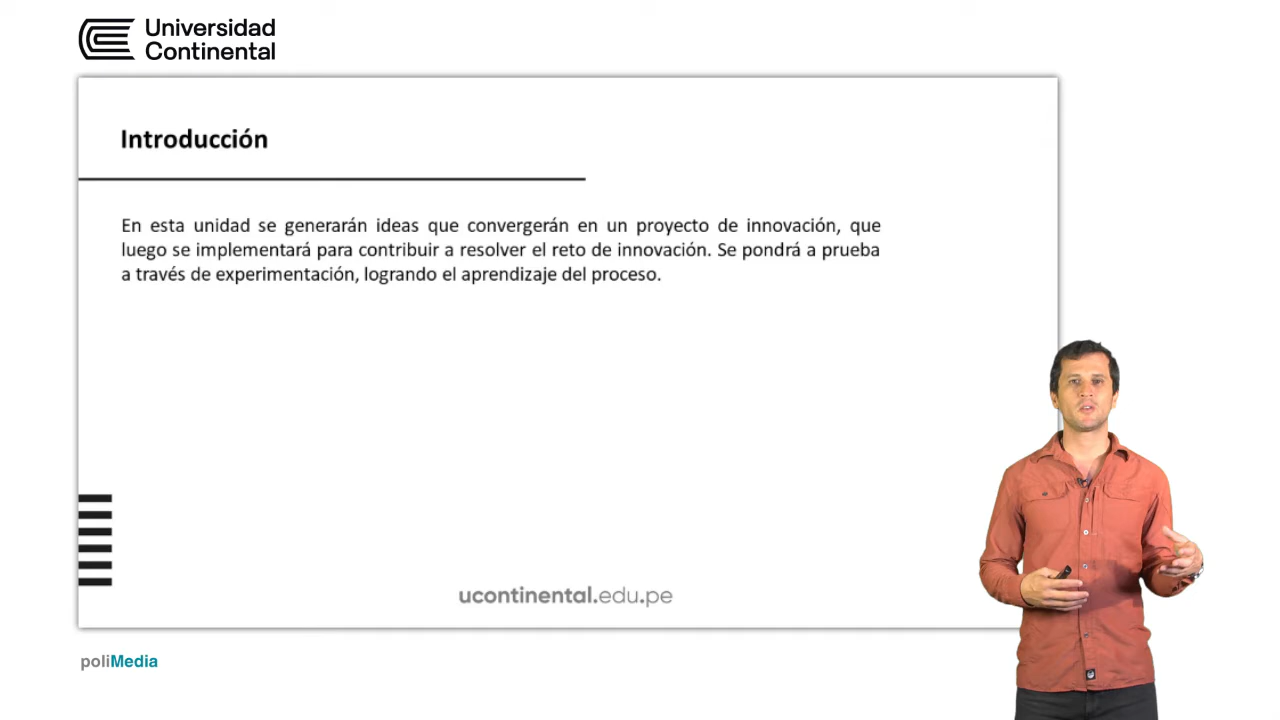 Universidad
Continental
Introducción
En esta unidad se generarán ideas que convergerán en un proyecto de innovación, que
luego se implementará para contribuir a resolver el reto de innovación. Se pondrá a prueba
a través de experimentación, logrando el aprendizaje del proceso.
ucontinental.edu.pe
poliMedia